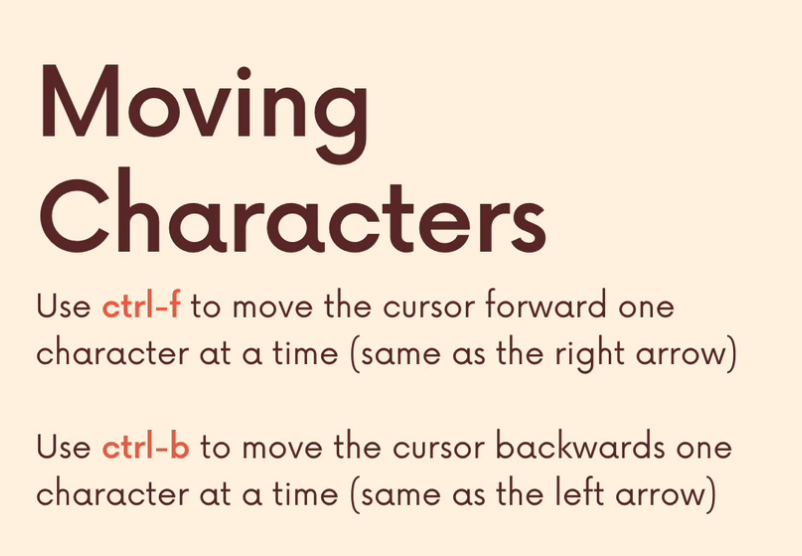 Moving
Characters
Use ctrl-f to move the cursor forward one
character at a time (same as the right arrow)
Use ctrl-b to move the cursor backwards one
character at a time (same as the left arrow)